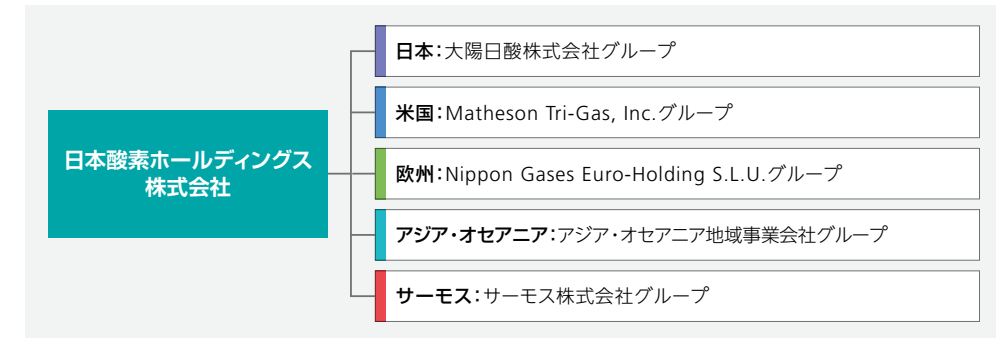 日本酸素ホールディングス
株式会社
日本:大陽日酸株式会社グループ
米国:Matheson Tri-Gas, Inc.グループ
欧州:Nippon Gases Euro-Holding S.L.U.グループ
アジア・オセアニア:アジア・オセアニア地域事業会社グループ
サーモス:サーモス株式会社グループ